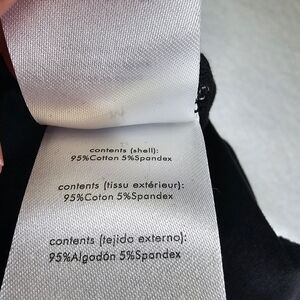 contents (shell):
95%Cotton 5%Spandex
contents (tissu extérieur):
95%Coton 5%Spandex
contents (tejido externo):
95%Algodón 5%Spandex